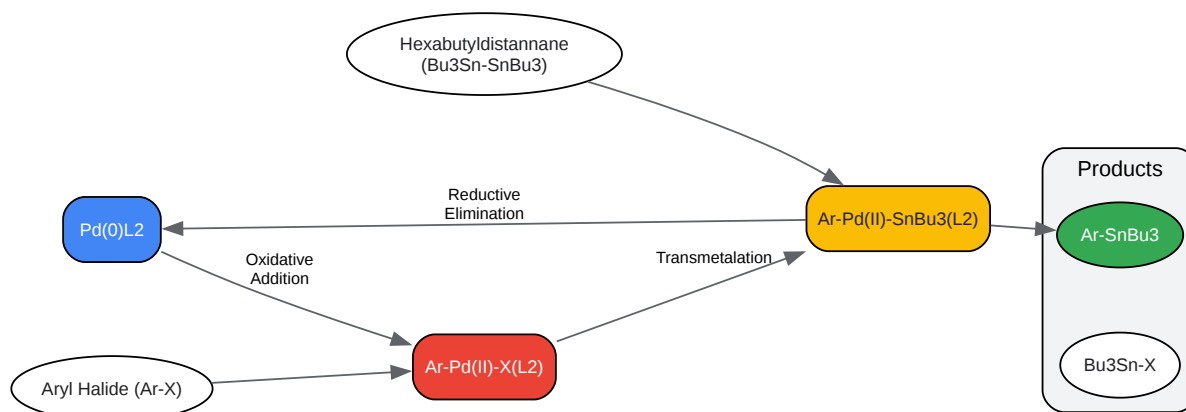 Hexabutyldistannane
(Bu3Sn-SnBu3)
Products
Reductive
Elimination
Pd(0)L2
Ar-Pd(II)-SnBu3(L2)
Ar-SnBu3
Oxidative
Addition
Transmetalation
Ar-Pd(II)-X(L2)
Bu3Sn-X
Aryl Halide (Ar-X)